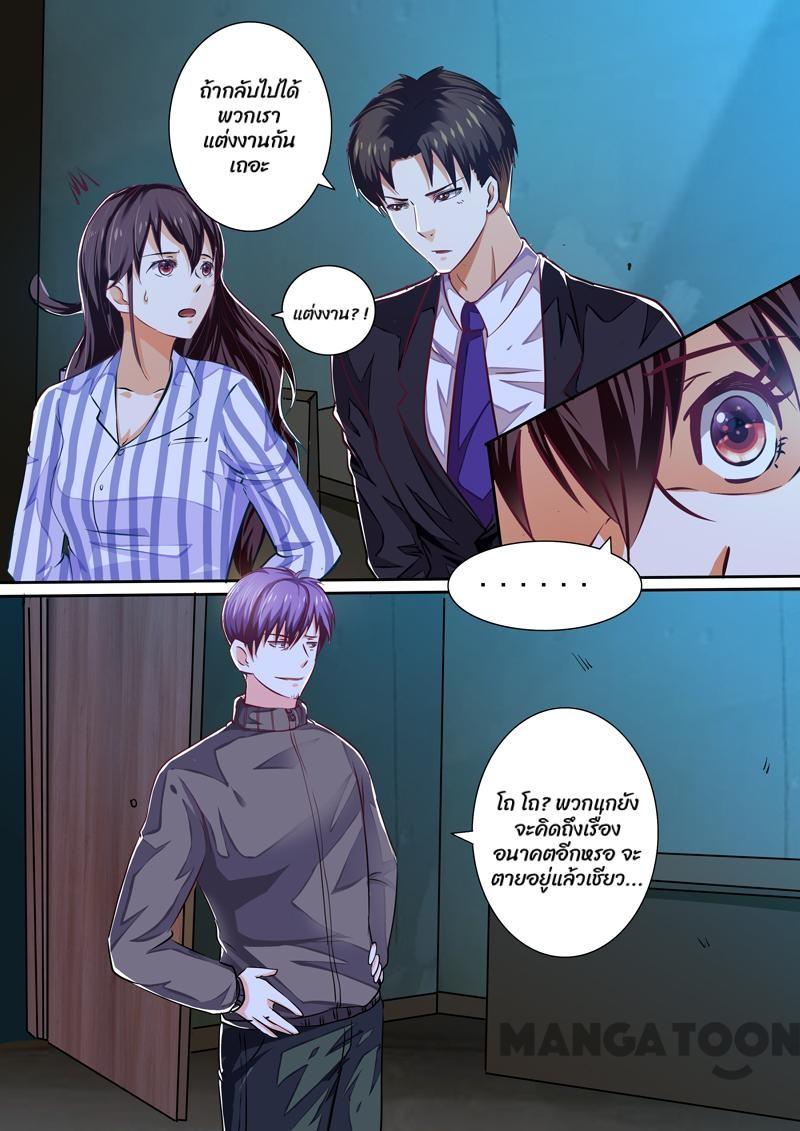 ถ้ากลับไปได้
พวกเรา
แต่งงานกัน
เถอะ
แต่งงาน?!
......
โถ โถ? พวกแกยัง
จะคิดถึงเรื่อง
อนาคตอีกหรอ จะ
ตายอยู่แล้วเชียว...
MANGATOON